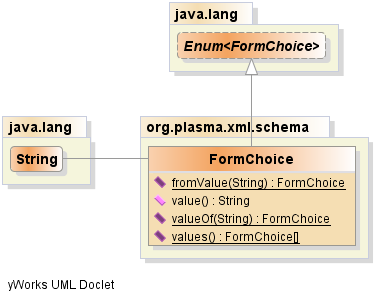 java.lang
Enum<FormChoice>
java.lang
String
org.plasma.xml.schema
FormChoice
fromValue(String) : FormChoice
value() : String
valueOf(String) : FormChoice
values() : FormChoice[]
yWorks UML Doclet